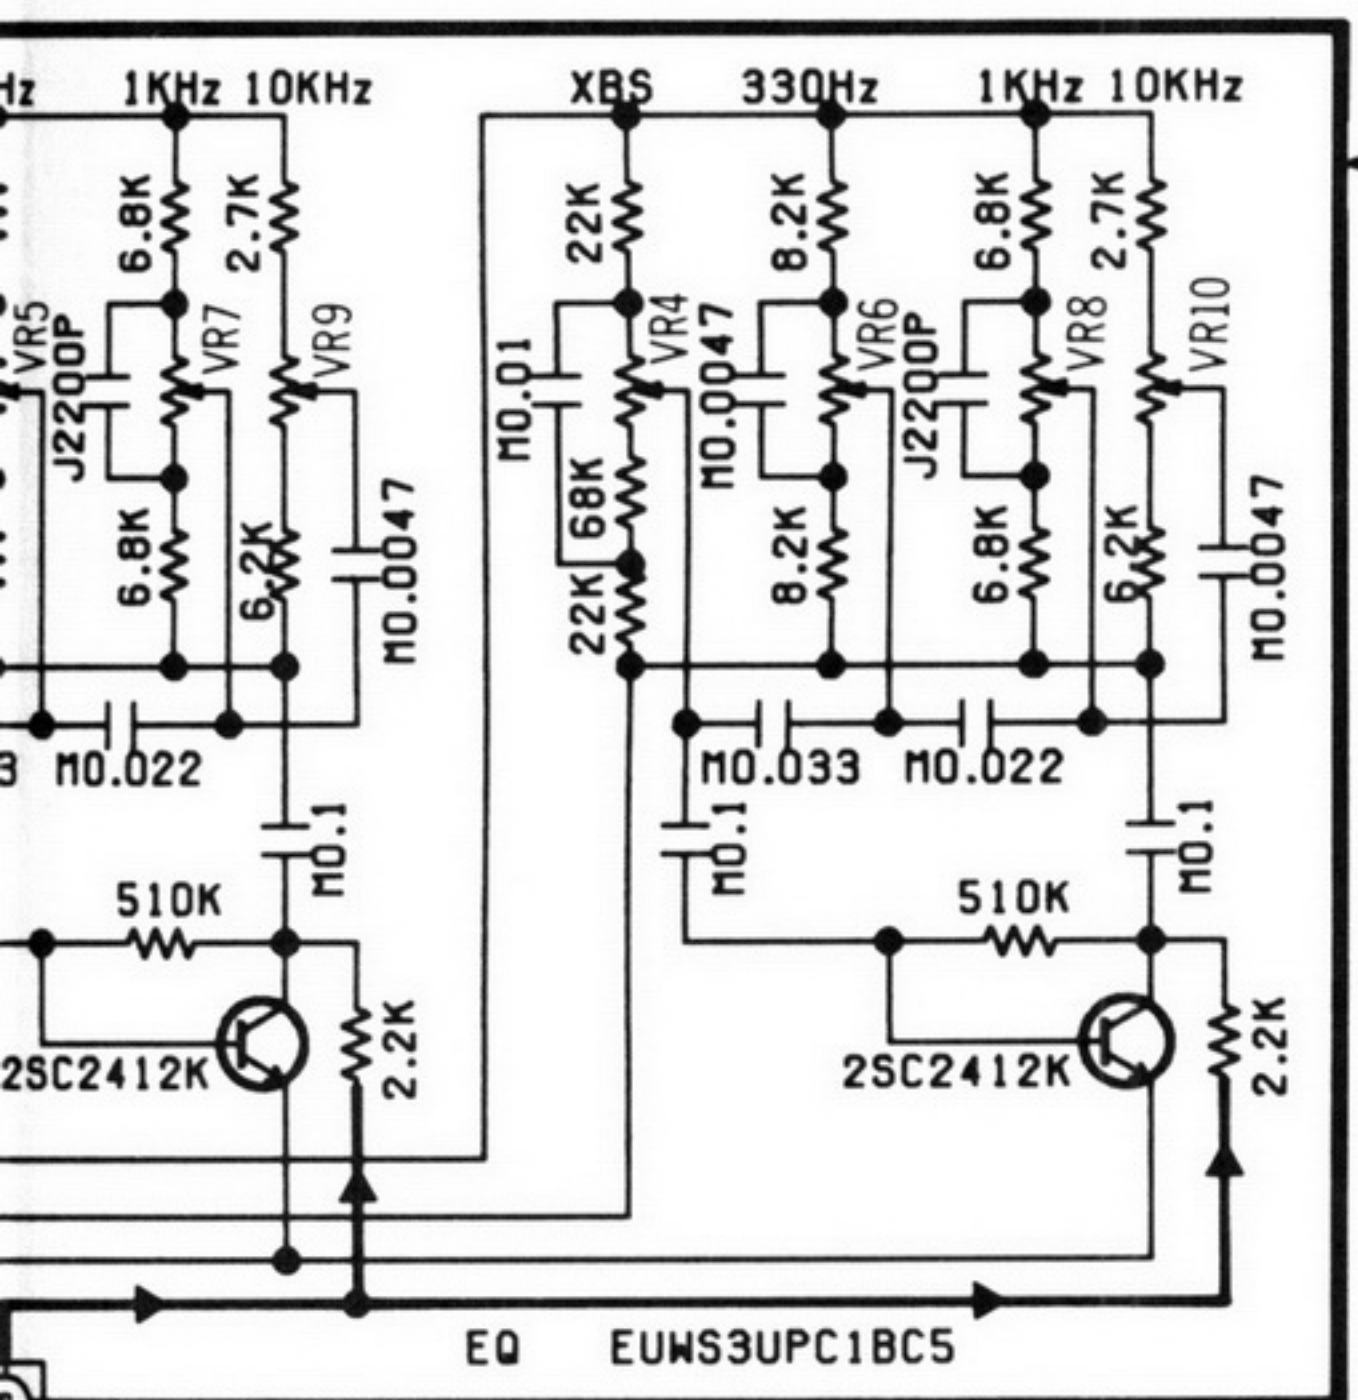 Hz 1KHz 10KHz XBS 330Hz 1KHz 10KHz
6.8K
2.7K
22K
8.2K
6.8K
2.7K
VR5
J2200P
VR7
VR9
M0.01
VR4
M0.0047
VR6
J2200P
VR8
VR10
6.8K
6.2K
M0.0047
68K
22K
8.2K
6.8K
6.2K
M0.0047
3 M0.022 M0.033 M0.022
M0.1
M0.1
M0.1
510K 510K
2SC2412K
2.2K
2SC2412K
2.2K
EQ EUWS3UPC1BC5